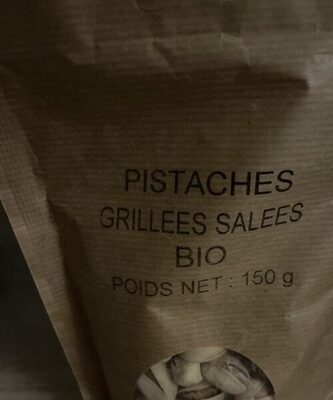 PISTACHES
GRILLEES SALEES
BIO
POIDS NET : 150 g